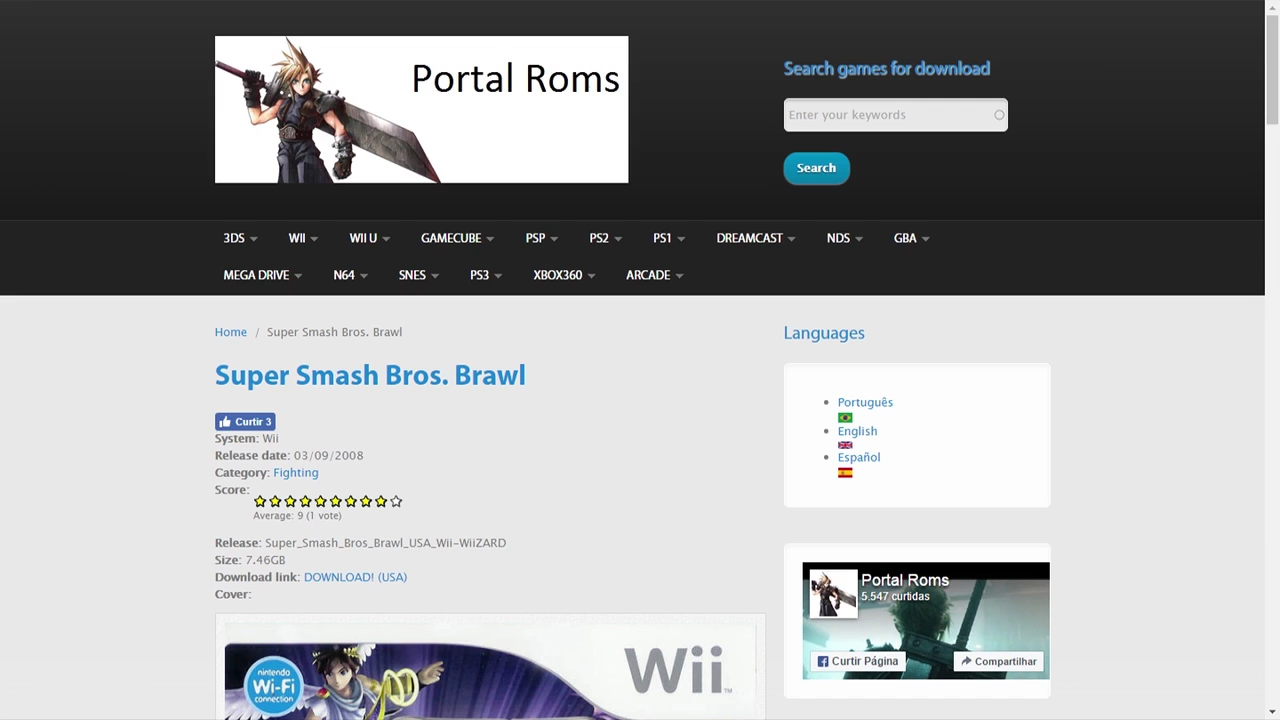 Portal Roms
Search games for download
Enter your keywords
Search
3DS WII WII U GAMECUBE PSP PS2 PS1 DREAMCAST NDS GBA
MEGA DRIVE N64 SNES PS3 XBOX360 ARCADE
Home / Super Smash Bros. Brawl
Super Smash Bros. Brawl
Curtir 3
System: Wii
Release date: 03/09/2008
Category: Fighting
Score:
Average: 9 (1 vote)
Release: Super_Smash_Bros_Brawl_USA_Wii-WiiZARD
Size: 7.46GB
Download link: DOWNLOAD! (USA)
Cover:
nintendo
Wi-Fi
connection
Wii™
Languages
Português
English
Español
Portal Roms
5.547 curtidas
Curtir Página
Compartilhar